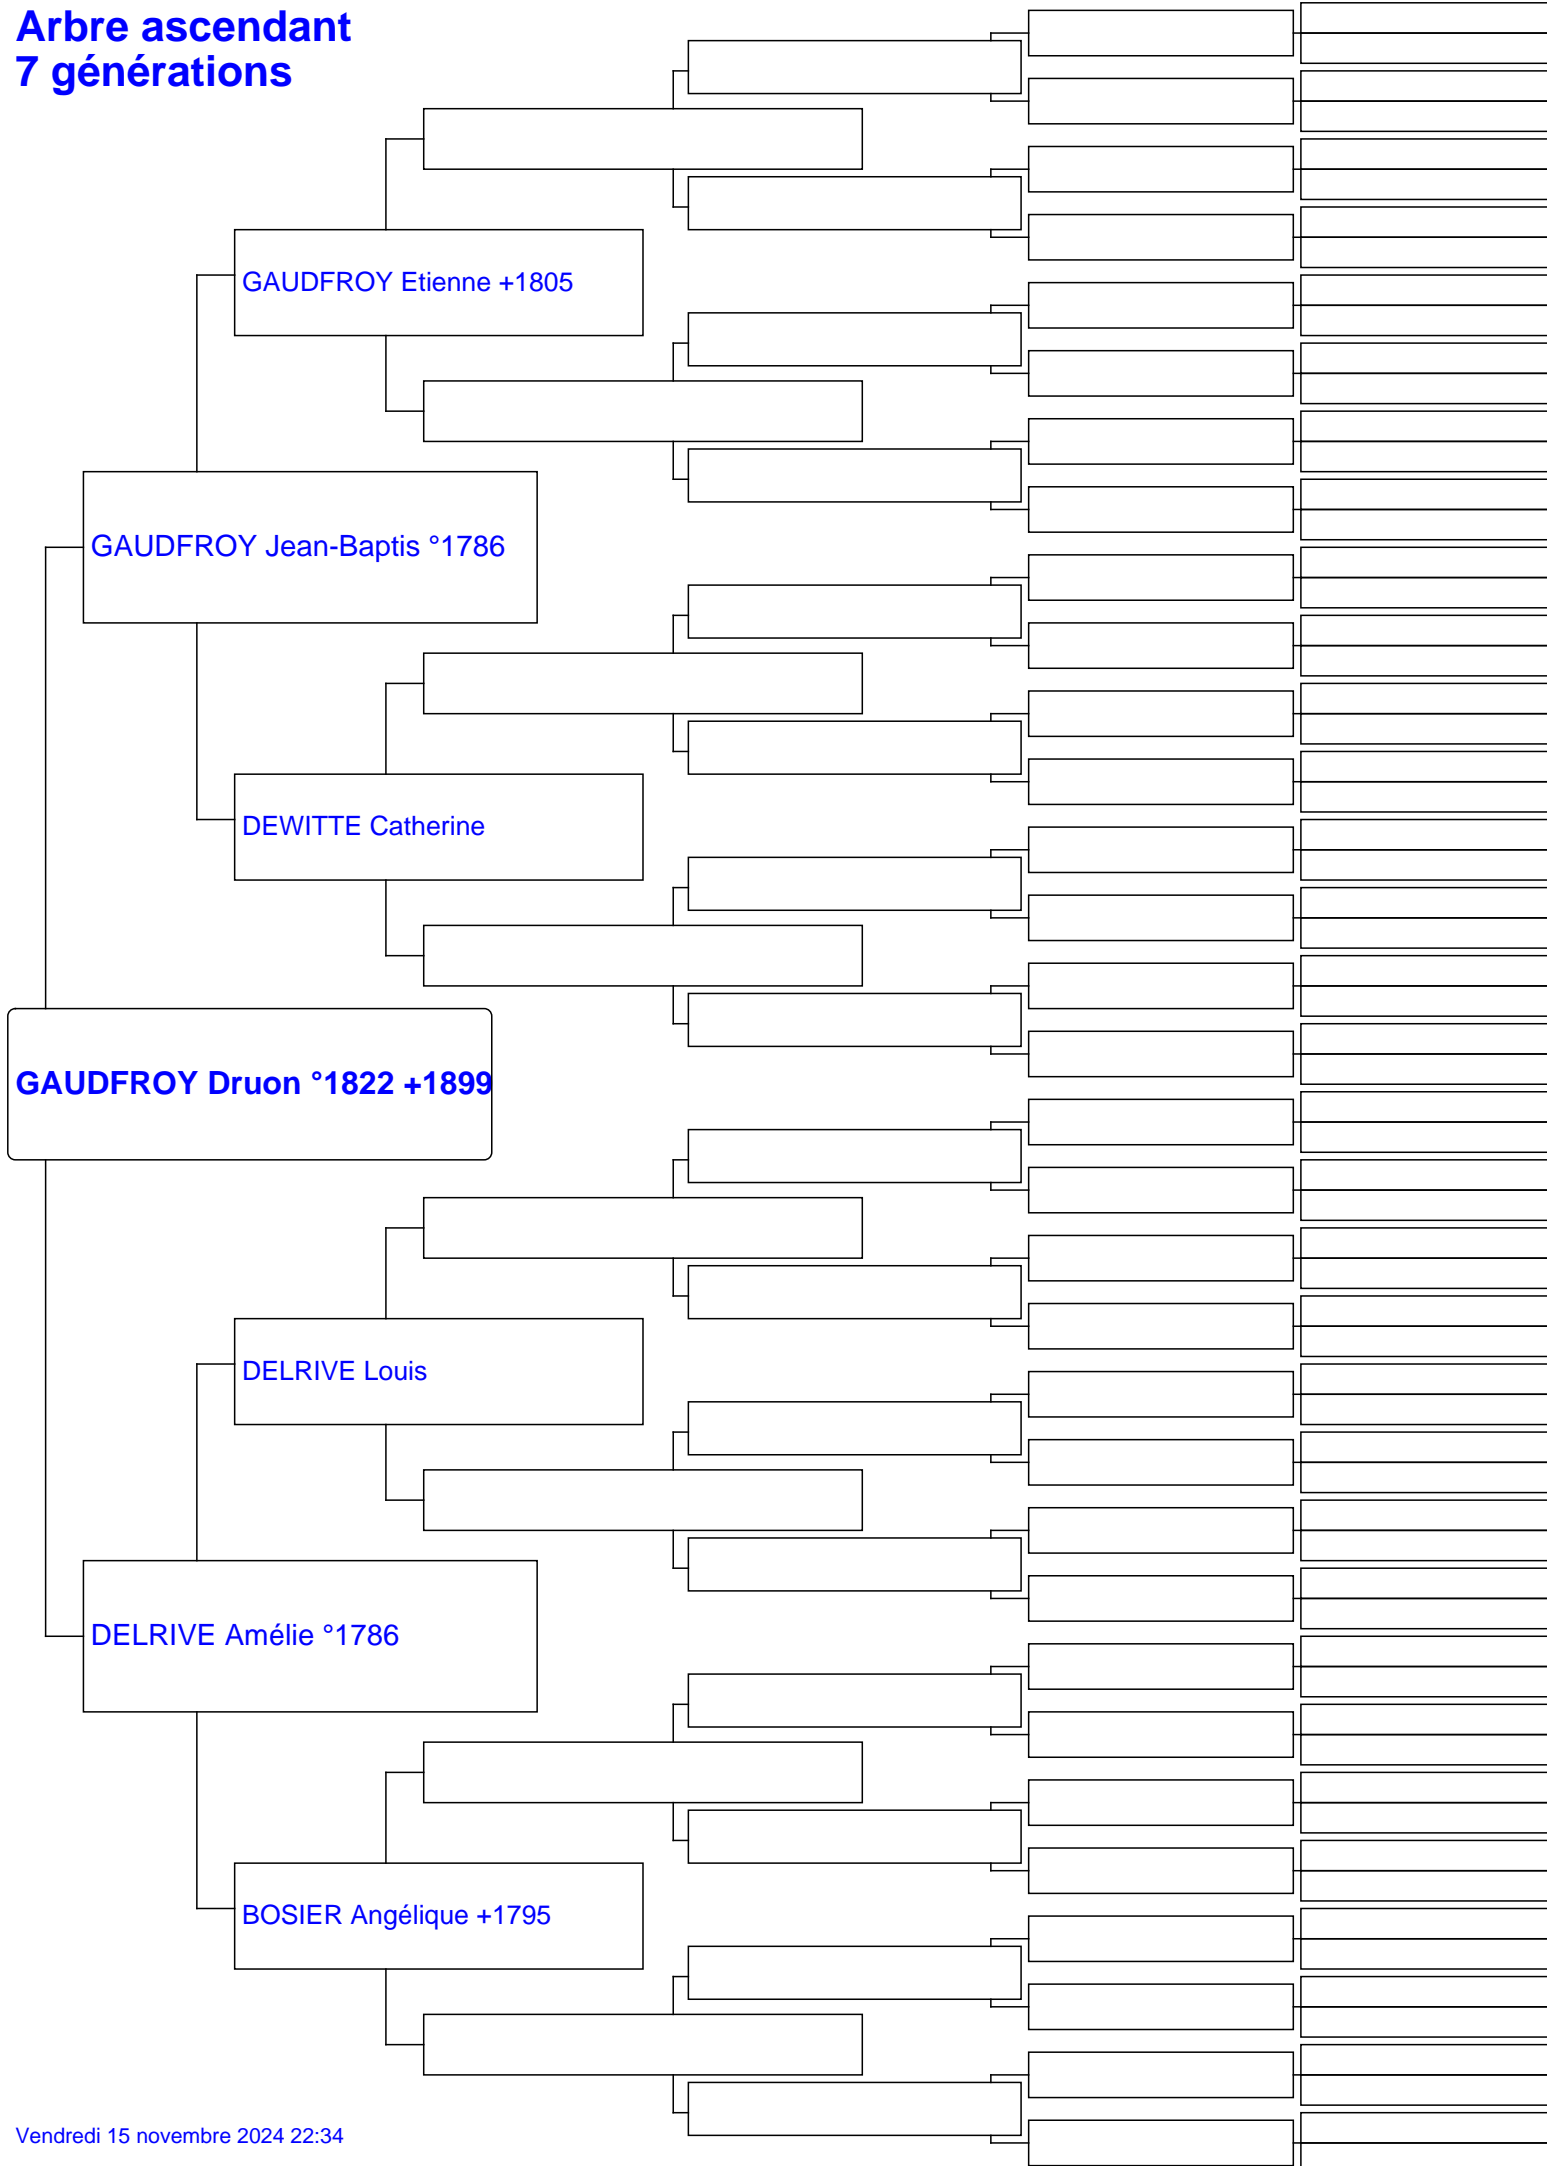 Arbre ascendant
7 générations
GAUDFROY Etienne +1805
GAUDFROY Jean-Baptis °1786
DEWITTE Catherine
GAUDFROY Druon °1822 +1899
DELRIVE Louis
DELRIVE Amélie °1786
BOSIER Angélique +1795
Vendredi 15 novembre 2024 22:34